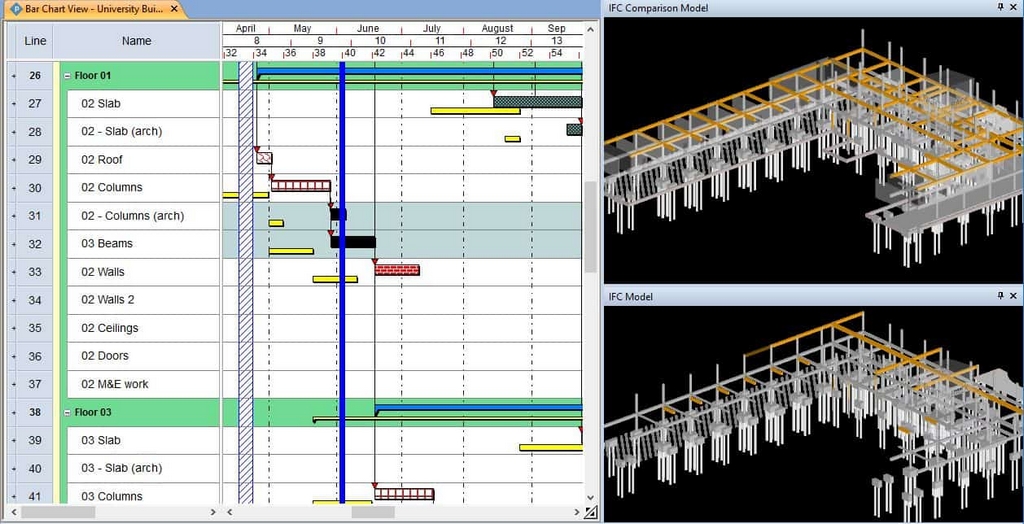 Bar Chart View - University Bui...
IFC Comparison Model
April May June July August Sep
Line Name
8 9 10 11 12 13
32 34 36 38 40 42 44 46 48 50 52 54
26 Floor 01
27 02 Slab
28 02 - Slab (arch)
29 02 Roof
30 02 Columns
31 02 - Columns (arch)
32 03 Beams
33 02 Walls
34 02 Walls 2
35 02 Ceilings
36 02 Doors
37 02 M&E work
38 Floor 03
39 03 Slab
40 03 - Slab (arch)
41 03 Columns
IFC Model